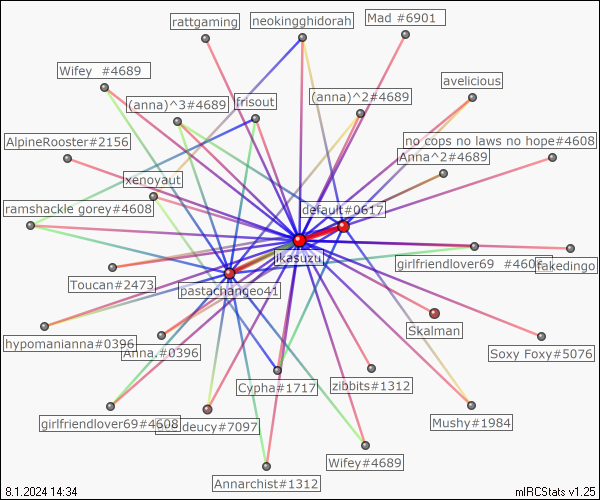 rattgaming
neokingghidorah
Mad #6901
Wifey  #4689
avelicious
(anna)^3#4689
frisout
(anna)^2#4689
AlpineRooster#2156
no cops no laws no hope#4608
Anna^2#4689
xenoyaut
ramshackle gorey#4608
default#0617
ikasuzu
girlfriendlover69  #4608
fakedingo
Toucan#2473
pastachangeo41
Skalman
hypomanianna#0396
Anna.#0396
Soxy Foxy#5076
Cypha#1717
zibbits#1312
girlfriendlover69#4608
deucy#7097
Mushy#1984
Wifey#4689
Annarchist#1312
8.1.2024 14:34
mIRCStats v1.25